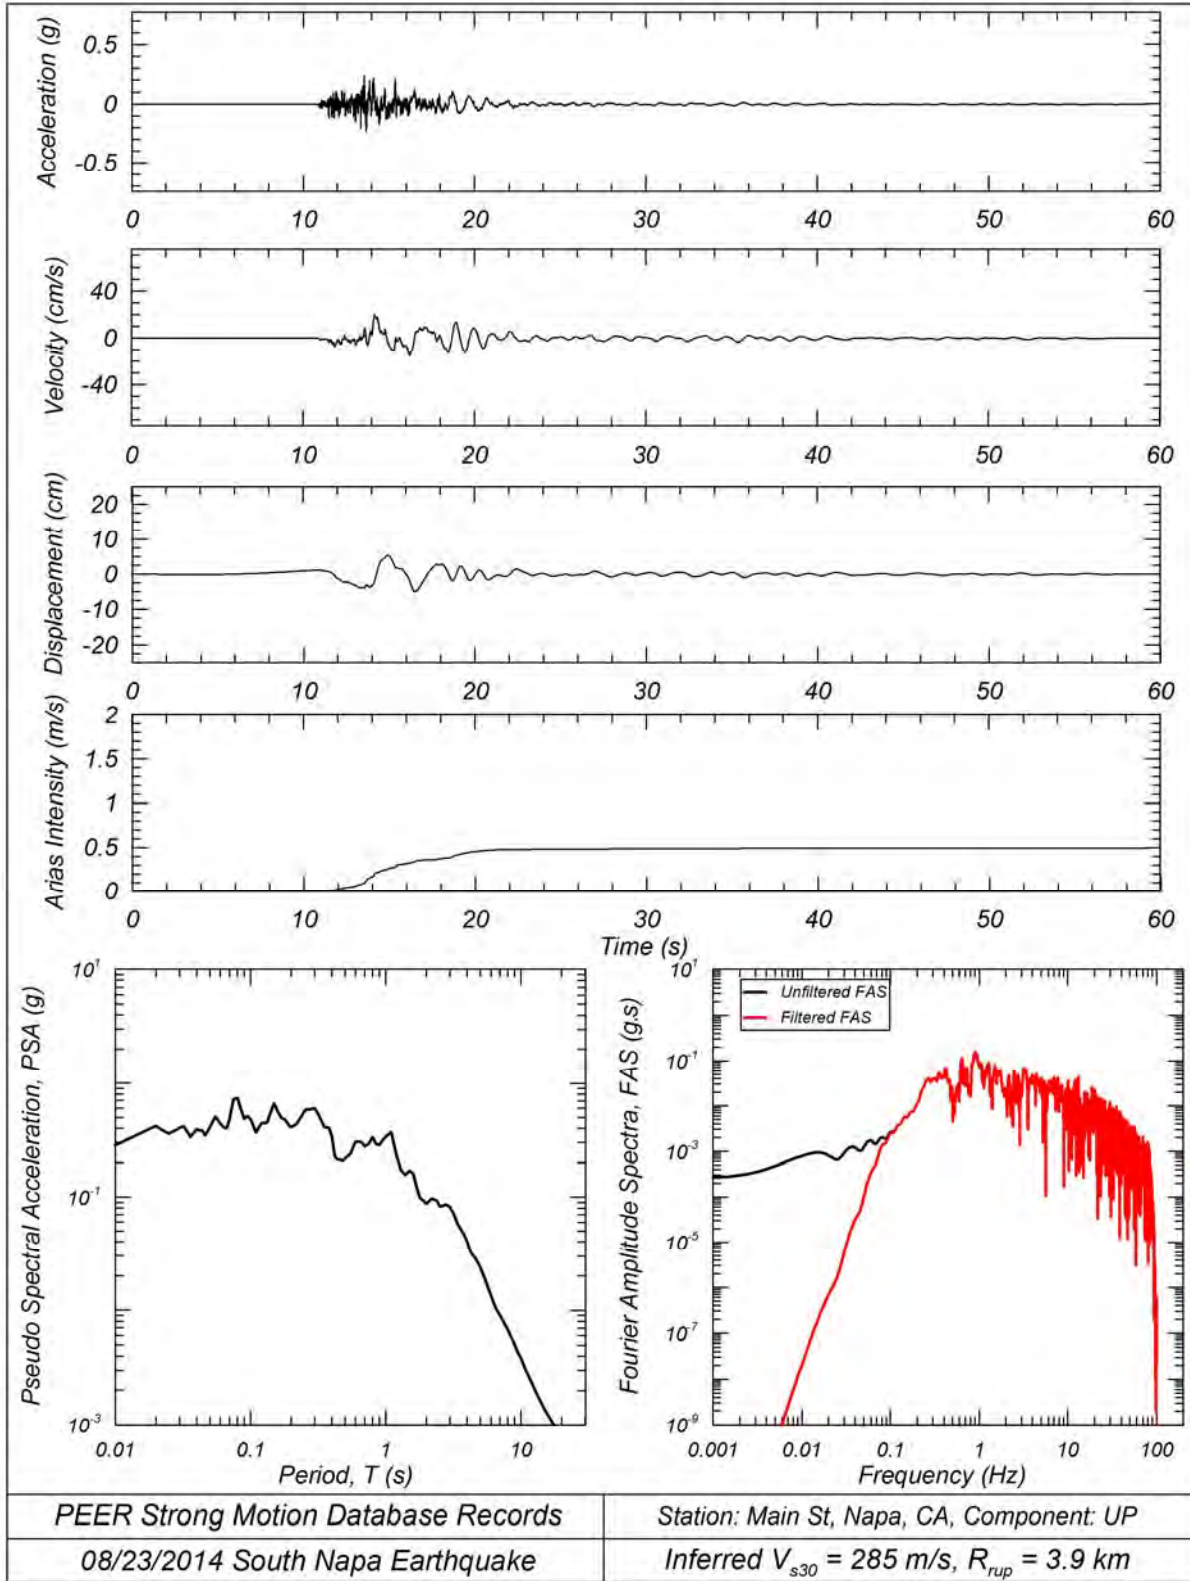 Acceleration (g)
0.5
0
-0.5
0 10 20 30 40 50 60
Velocity (cm/s)
40
0
-40
0 10 20 30 40 50 60
Displacement (cm)
20
10
0
-10
-20
0 10 20 30 40 50 60
Arias Intensity (m/s)
2
1.5
1
0.5
0
0 10 20 30 40 50 60
Time (s)
Pseudo Spectral Acceleration, PSA (g)
10¹
10⁻¹
10⁻³
0.01 0.1 1 10
Period, T (s)
Fourier Amplitude Spectra, FAS (g.s)
Unfiltered FAS
Filtered FAS
10¹
10⁻¹
10⁻³
10⁻⁵
10⁻⁷
10⁻⁹
0.001 0.01 0.1 1 10 100
Frequency (Hz)
PEER Strong Motion Database Records
Station: Main St, Napa, CA, Component: UP
08/23/2014 South Napa Earthquake
Inferred Vs30 = 285 m/s, Rrup = 3.9 km